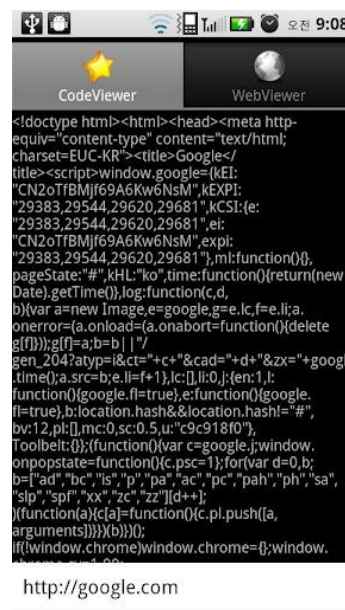 오전 9:08
CodeViewer
WebViewer
<!doctype html><html><head><meta http-
equiv="content-type" content="text/html;
charset=EUC-KR"><title>Google</
title><script>window.google={kEI:
"CN2oTfBMjf69A6Kw6NsM",kEXPI:
"29383,29544,29620,29681",kCSI:{e:
"29383,29544,29620,29681",ei:
"CN2oTfBMjf69A6Kw6NsM",expi:
"29383,29544,29620,29681"},ml:function(){},
pageState:"#",kHL:"ko",time:function(){return(new
Date).getTime()},log:function(c,d,
b){var a=new Image,e=google,g=e.lc,f=e.li;a.
onerror=(a.onload=(a.onabort=function(){delete
g[f]}));g[f]=a;b=b||"/
gen_204?atyp=i&ct="+c+"&cad="+d+"&zx="+googl
.time();a.src=b;e.li=f+1},lc:[],li:0,j:{en:1,l:
function(){google.fl=true},e:function(){google.
fl=true},b:location.hash&&location.hash!="#",
bv:12,pl:[],mc:0,sc:0.5,u:"c9c918f0"},
Toolbelt:{}};(function(){var c=google.j;window.
onpopstate=function(){c.psc=1};for(var d=0,b;
b=["ad","bc","is","p","pa","ac","pc","pah","ph","sa",
"slp","spf","xx","zc","zz"][d++];
)(function(a){c[a]=function(){c.pl.push([a,
arguments])}})(b)})();
if(!window.chrome)window.chrome={};window.
http://google.com